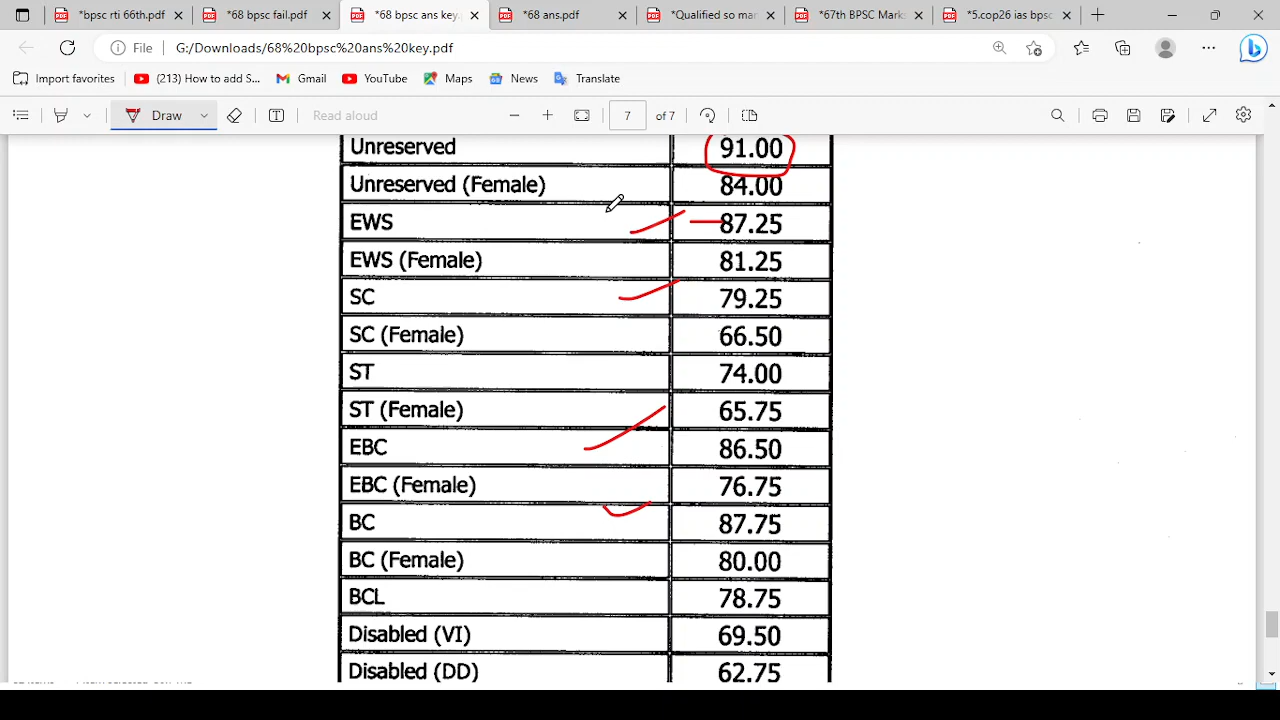 *bpsc rti 66th.pdf
*68 bpsc fail.pdf
*68 bpsc ans key.p
*68 ans.pdf
*Qualified so mar
*67th BPSC Marks
*5.cop26 ias bpsc
File G:/Downloads/68%20bpsc%20ans%20key.pdf
Import favorites (213) How to add S... Gmail YouTube Maps News Translate
Draw Read aloud 7 of 7
Unreserved 91.00
Unreserved (Female) 84.00
EWS 87.25
EWS (Female) 81.25
SC 79.25
SC (Female) 66.50
ST 74.00
ST (Female) 65.75
EBC 86.50
EBC (Female) 76.75
BC 87.75
BC (Female) 80.00
BCL 78.75
Disabled (VI) 69.50
Disabled (DD) 62.75